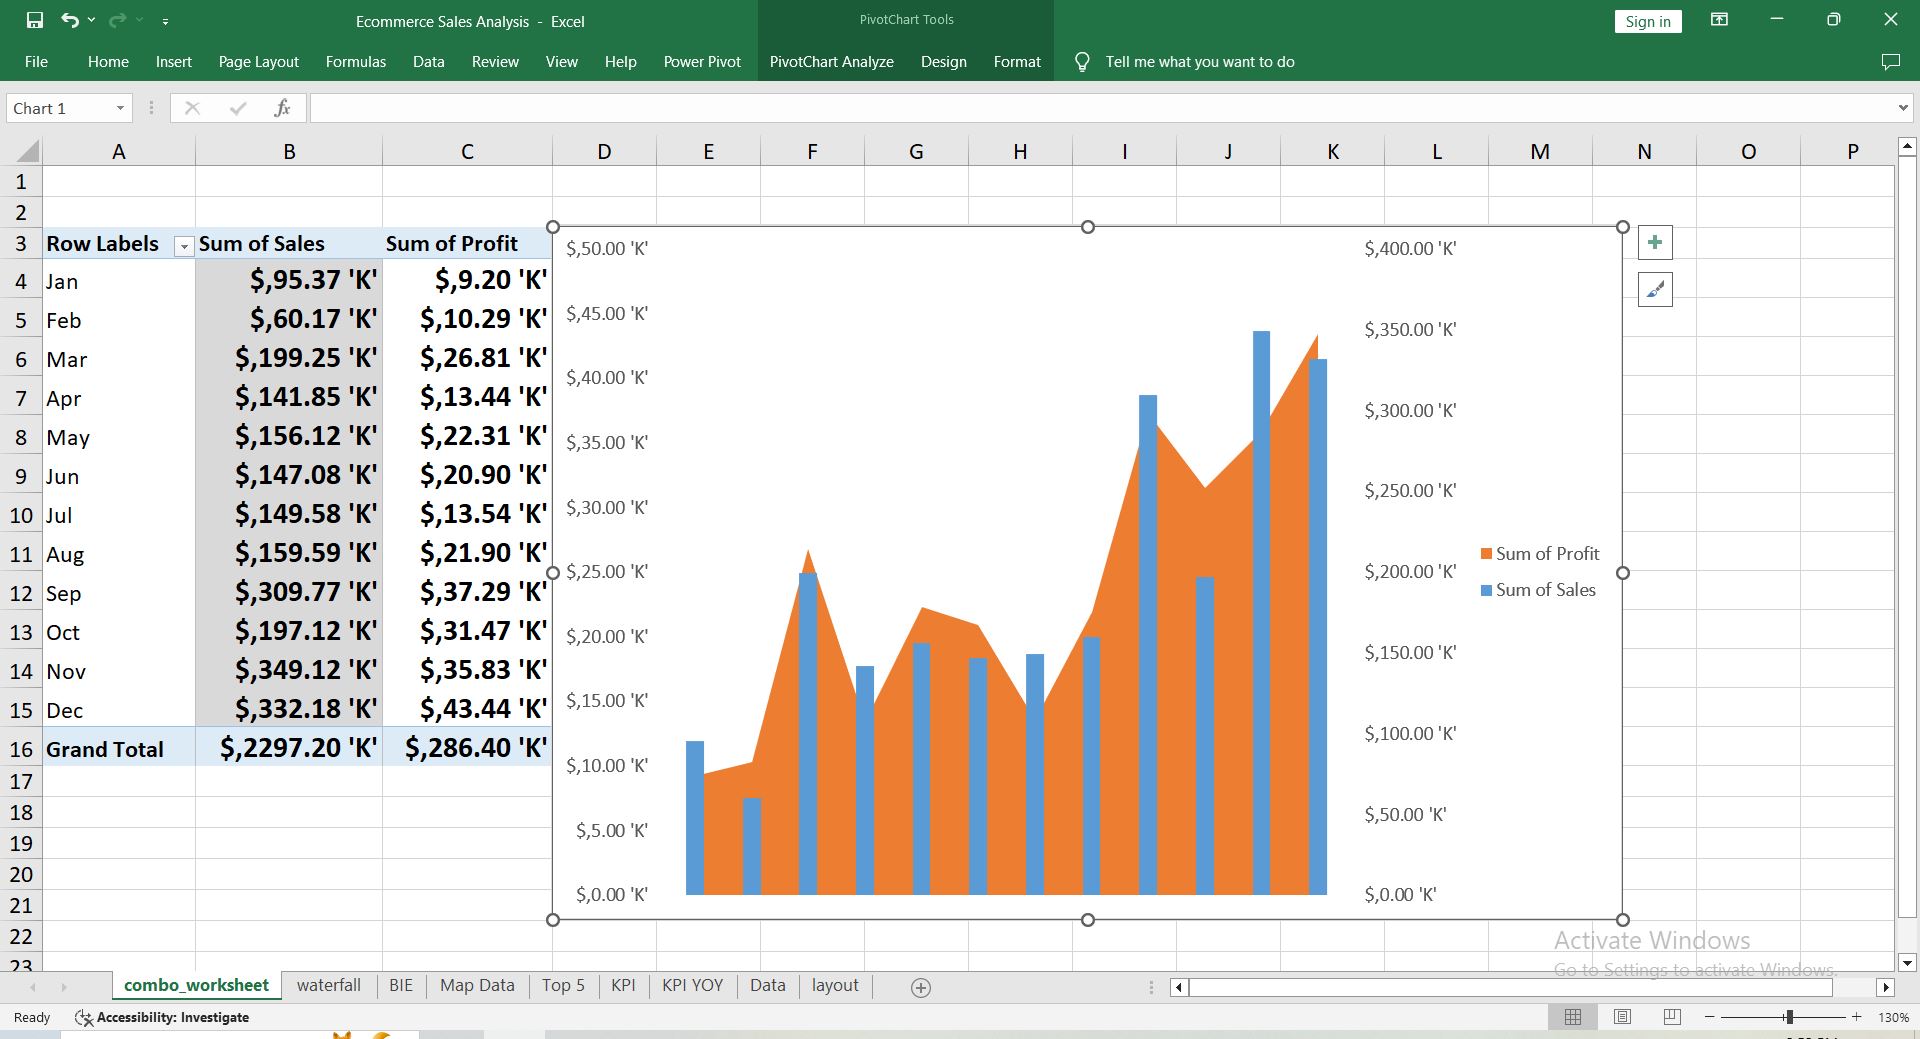 Ecommerce Sales Analysis - Excel
PivotChart Tools
Sign in
File Home Insert Page Layout Formulas Data Review View Help Power Pivot PivotChart Analyze Design Format Tell me what you want to do
Chart 1
fx
A B C D E F G H I J K L M N O P
1
2
3 Row Labels Sum of Sales Sum of Profit
4 Jan $,95.37 'K' $,9.20 'K'
5 Feb $,60.17 'K' $,10.29 'K'
6 Mar $,199.25 'K' $,26.81 'K'
7 Apr $,141.85 'K' $,13.44 'K'
8 May $,156.12 'K' $,22.31 'K'
9 Jun $,147.08 'K' $,20.90 'K'
10 Jul $,149.58 'K' $,13.54 'K'
11 Aug $,159.59 'K' $,21.90 'K'
12 Sep $,309.77 'K' $,37.29 'K'
13 Oct $,197.12 'K' $,31.47 'K'
14 Nov $,349.12 'K' $,35.83 'K'
15 Dec $,332.18 'K' $,43.44 'K'
16 Grand Total $,2297.20 'K' $,286.40 'K'
17
18
19
20
21
22
23
$,50.00 'K'
$,45.00 'K'
$,40.00 'K'
$,35.00 'K'
$,30.00 'K'
$,25.00 'K'
$,20.00 'K'
$,15.00 'K'
$,10.00 'K'
$,5.00 'K'
$,0.00 'K'
$,400.00 'K'
$,350.00 'K'
$,300.00 'K'
$,250.00 'K'
$,200.00 'K'
$,150.00 'K'
$,100.00 'K'
$,50.00 'K'
$,0.00 'K'
Sum of Profit
Sum of Sales
Activate Windows
Go to Settings to activate Windows.
combo_worksheet waterfall BIE Map Data Top 5 KPI KPI YOY Data layout
Ready Accessibility: Investigate 130%